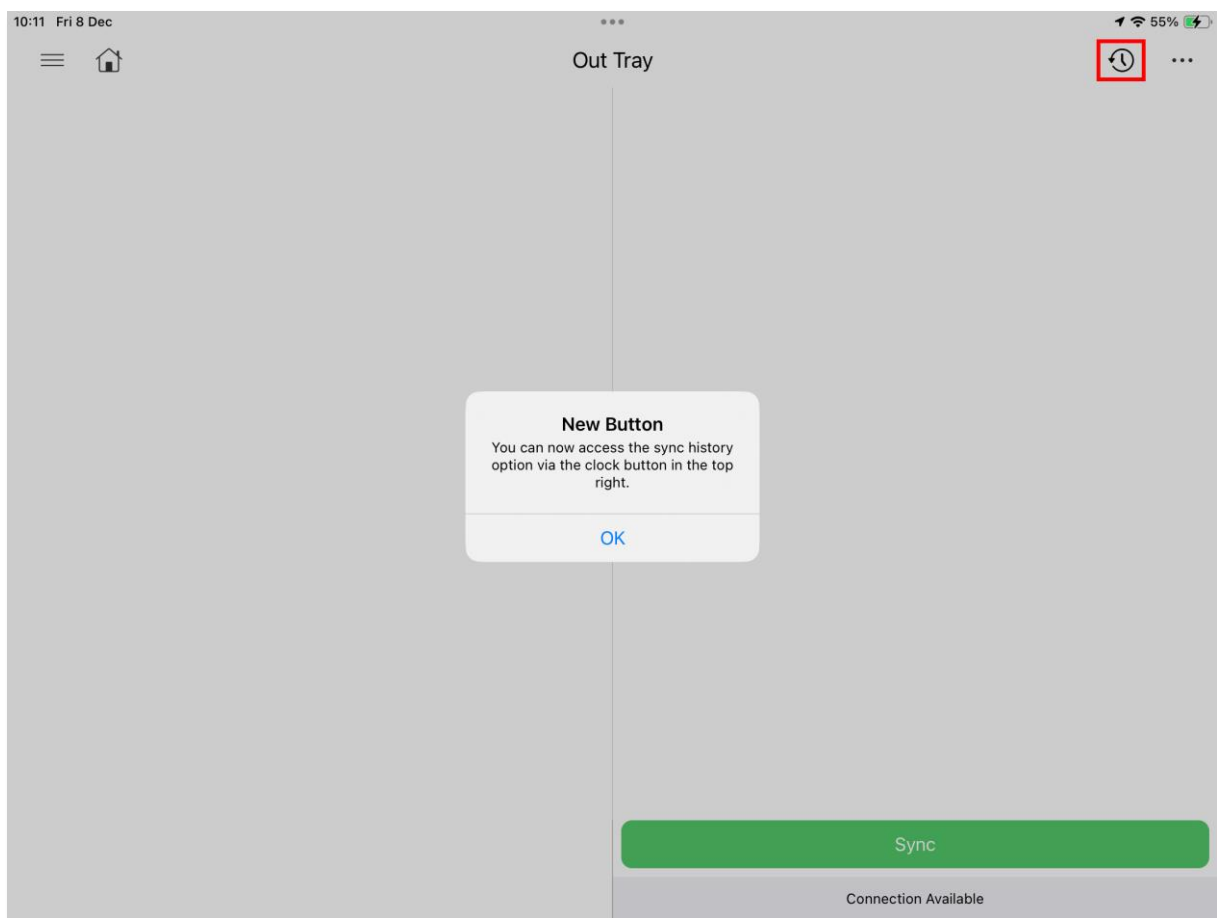 10:11 Fri 8 Dec
55%
Out Tray
New Button
You can now access the sync history
option via the clock button in the top
right.
OK
Sync
Connection Available